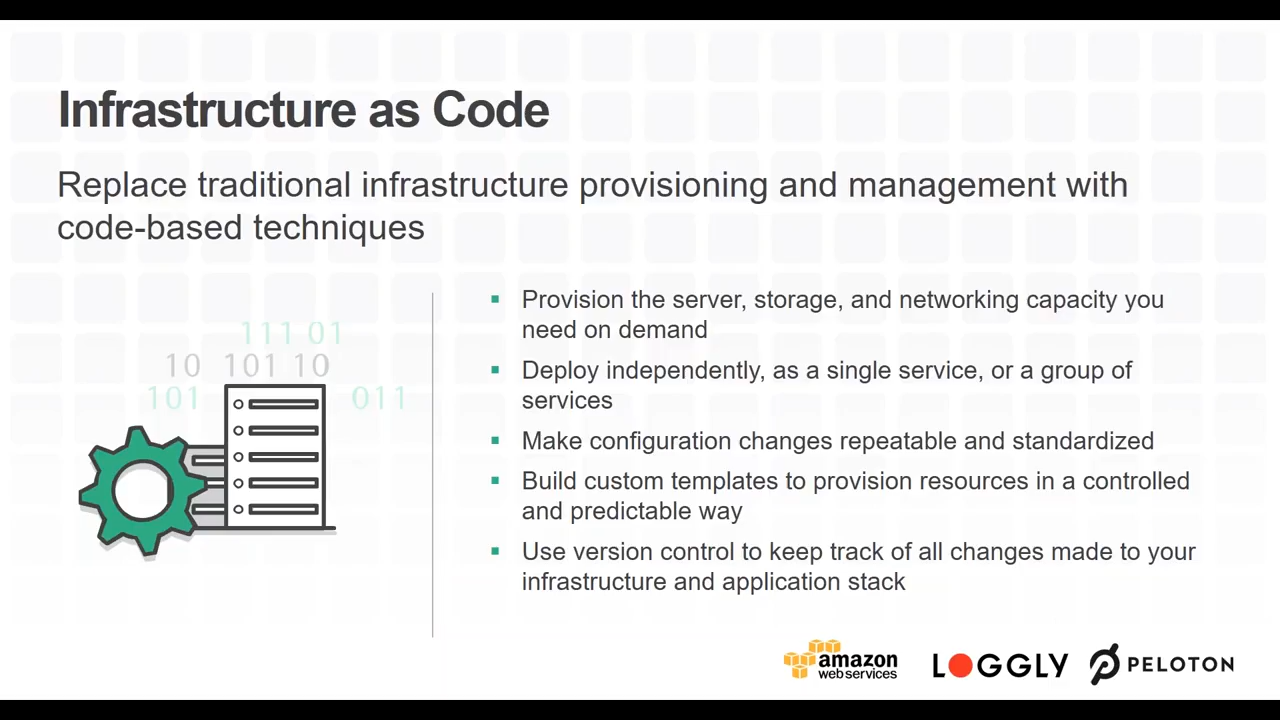 Infrastructure as Code
Replace traditional infrastructure provisioning and management with
code-based techniques
111 01
10 101 10
101 011
Provision the server, storage, and networking capacity you
need on demand
Deploy independently, as a single service, or a group of
services
Make configuration changes repeatable and standardized
Build custom templates to provision resources in a controlled
and predictable way
Use version control to keep track of all changes made to your
infrastructure and application stack
amazon
webservices
LOGGLY
PELOTON